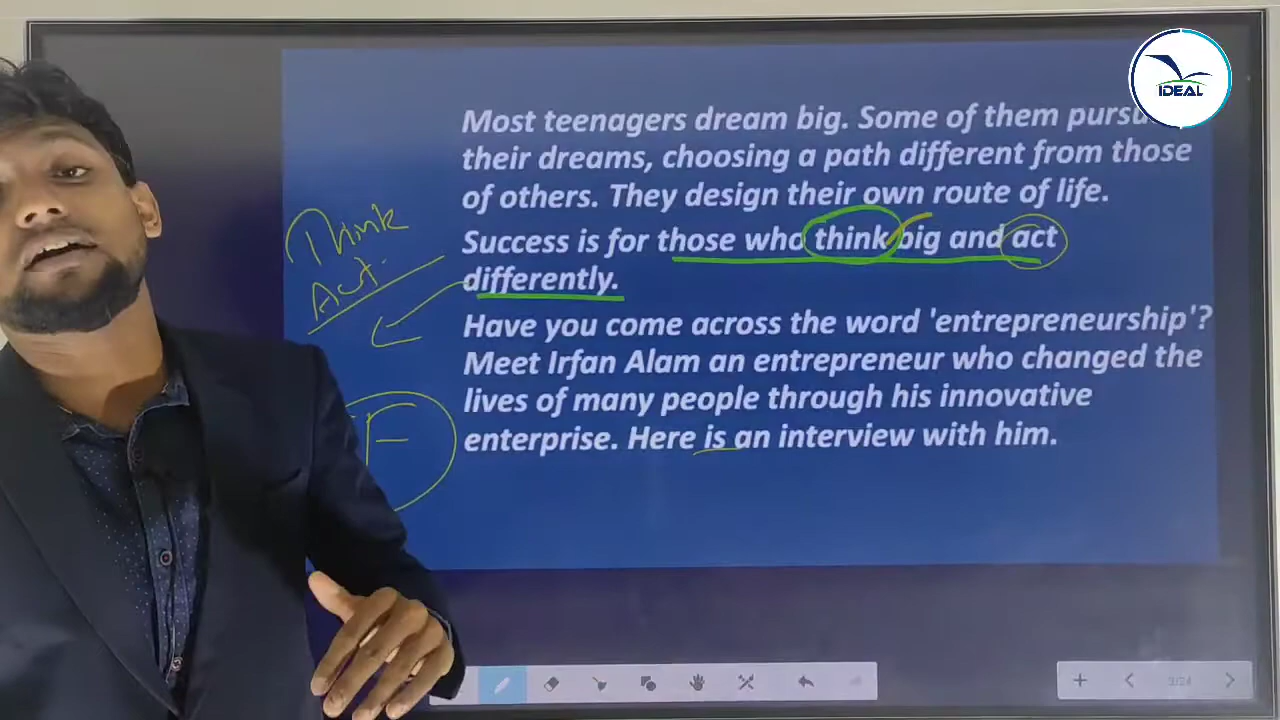 IDEAL
Most teenagers dream big. Some of them
their dreams, choosing a path different from those
of others. They design their own route of life.
Success is for those who think big and act
differently.
Have you come across the word 'entrepreneurship'?
Meet Irfan Alam an entrepreneur who changed the
lives of many people through his innovative
enterprise. Here is an interview with him.
Think
Act.
3/24